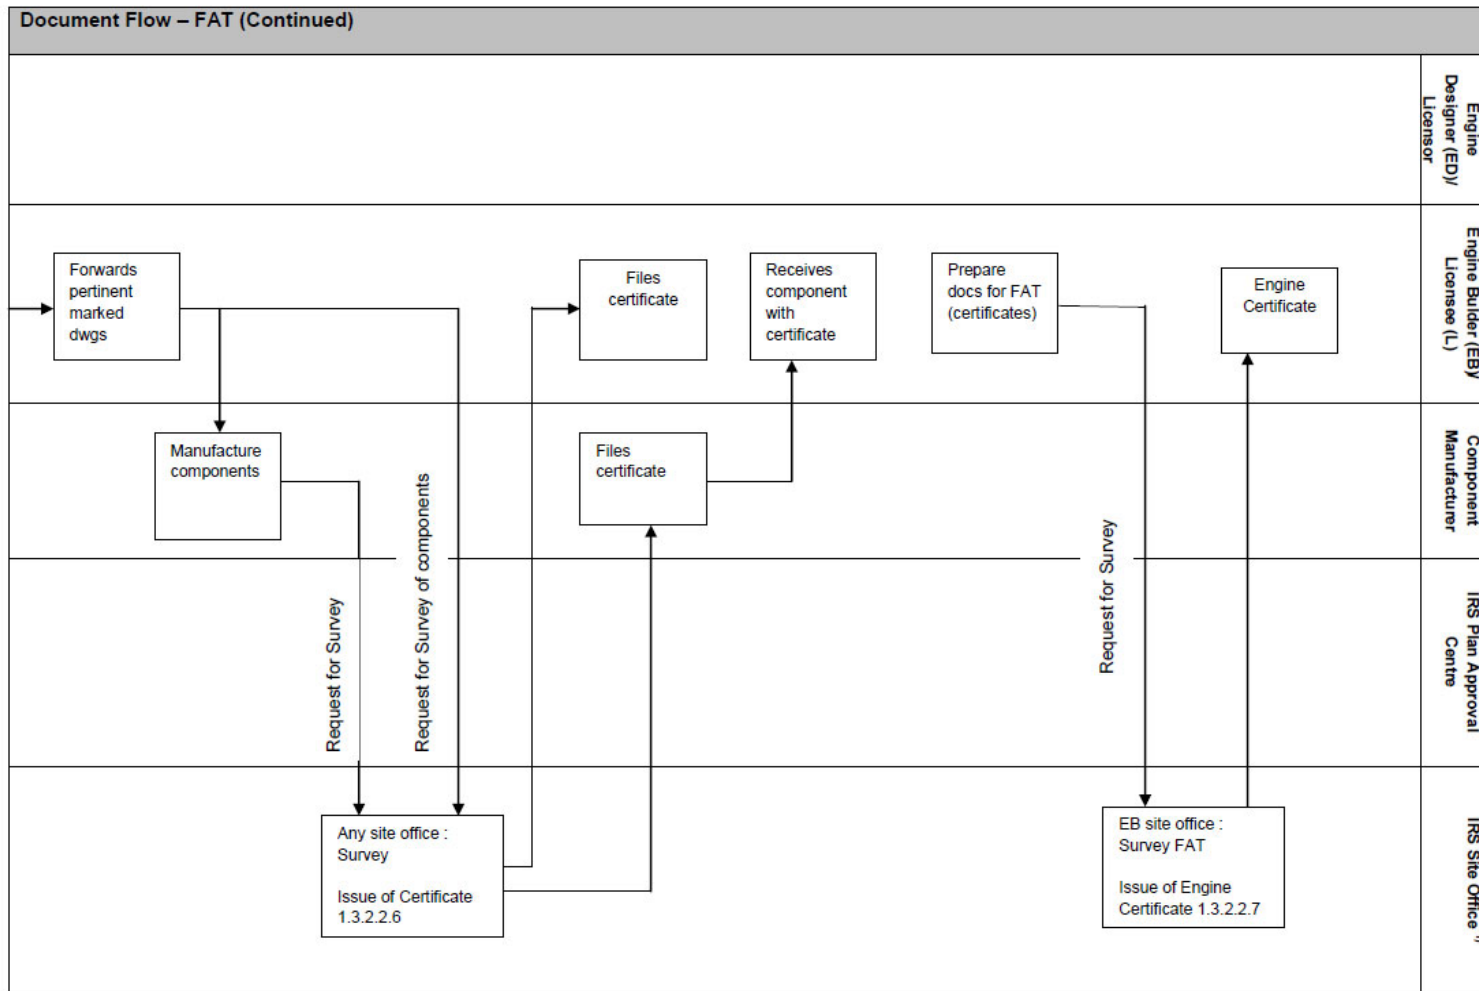 Document Flow – FAT (Continued)
Engine
Designer (ED)/
Licensor
Forwards
pertinent
marked
dwgs
Files
certificate
Receives
component
with
certificate
Prepare
docs for FAT
(certificates)
Engine
Certificate
Engine Builder (EB)/
Licensee (L)
Manufacture
components
Files
certificate
Component
Manufacturer
Request for Survey
Request for Survey of components
Request for Survey
IRS Plan Approval
Centre
Any site office :
Survey
Issue of Certificate
1.3.2.2.6
EB site office :
Survey FAT
Issue of Engine
Certificate 1.3.2.2.7
IRS Site Office